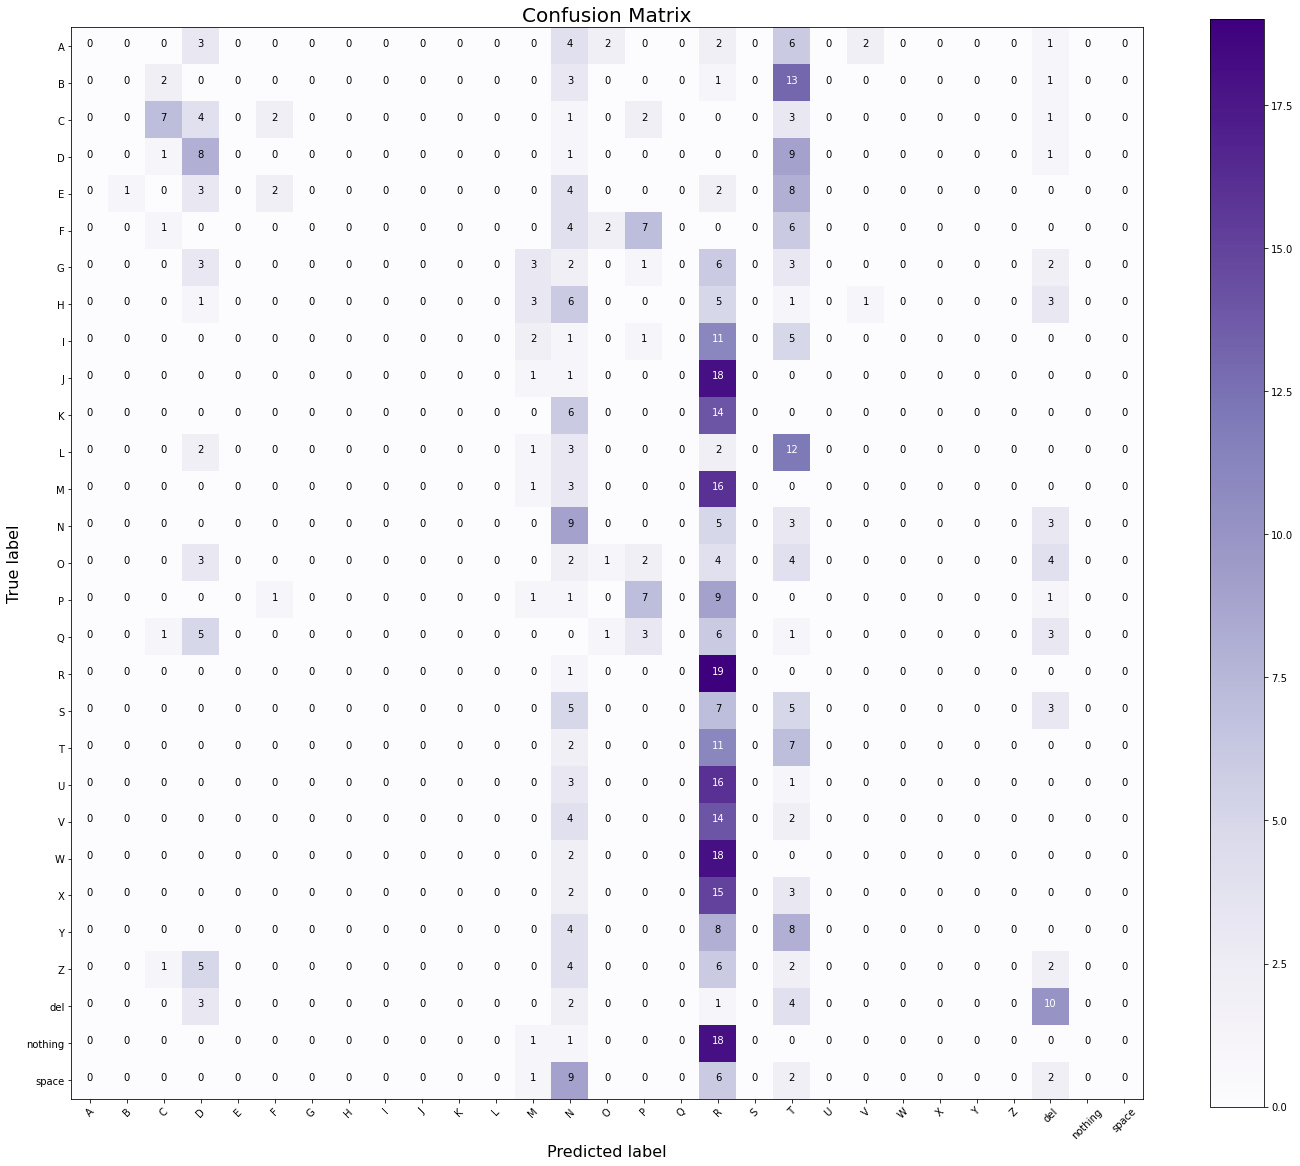 Confusion Matrix
A 0 0 0 3 0 0 0 0 0 0 0 0 0 4 2 0 0 2 0 6 0 2 0 0 0 0 1 0 0
B 0 0 2 0 0 0 0 0 0 0 0 0 0 3 0 0 0 1 0 13 0 0 0 0 0 0 1 0 0
C 0 0 7 4 0 2 0 0 0 0 0 0 0 1 0 2 0 0 0 3 0 0 0 0 0 0 1 0 0
D 0 0 1 8 0 0 0 0 0 0 0 0 0 1 0 0 0 0 0 9 0 0 0 0 0 0 1 0 0
E 0 1 0 3 0 2 0 0 0 0 0 0 0 4 0 0 0 2 0 8 0 0 0 0 0 0 0 0 0
F 0 0 1 0 0 0 0 0 0 0 0 0 0 4 2 7 0 0 0 6 0 0 0 0 0 0 0 0 0
G 0 0 0 3 0 0 0 0 0 0 0 0 3 2 0 1 0 6 0 3 0 0 0 0 0 0 2 0 0
H 0 0 0 1 0 0 0 0 0 0 0 0 3 6 0 0 0 5 0 1 0 1 0 0 0 0 3 0 0
I 0 0 0 0 0 0 0 0 0 0 0 0 2 1 0 1 0 11 0 5 0 0 0 0 0 0 0 0 0
J 0 0 0 0 0 0 0 0 0 0 0 0 1 1 0 0 0 18 0 0 0 0 0 0 0 0 0 0 0
K 0 0 0 0 0 0 0 0 0 0 0 0 0 6 0 0 0 14 0 0 0 0 0 0 0 0 0 0 0
L 0 0 0 2 0 0 0 0 0 0 0 0 1 3 0 0 0 2 0 12 0 0 0 0 0 0 0 0 0
M 0 0 0 0 0 0 0 0 0 0 0 0 1 3 0 0 0 16 0 0 0 0 0 0 0 0 0 0 0
N 0 0 0 0 0 0 0 0 0 0 0 0 0 9 0 0 0 5 0 3 0 0 0 0 0 0 3 0 0
O 0 0 0 3 0 0 0 0 0 0 0 0 0 2 1 2 0 4 0 4 0 0 0 0 0 0 4 0 0
P 0 0 0 0 0 1 0 0 0 0 0 0 1 1 0 7 0 9 0 0 0 0 0 0 0 0 1 0 0
Q 0 0 1 5 0 0 0 0 0 0 0 0 0 0 1 3 0 6 0 1 0 0 0 0 0 0 3 0 0
R 0 0 0 0 0 0 0 0 0 0 0 0 0 1 0 0 0 19 0 0 0 0 0 0 0 0 0 0 0
S 0 0 0 0 0 0 0 0 0 0 0 0 0 5 0 0 0 7 0 5 0 0 0 0 0 0 3 0 0
T 0 0 0 0 0 0 0 0 0 0 0 0 0 2 0 0 0 11 0 7 0 0 0 0 0 0 0 0 0
U 0 0 0 0 0 0 0 0 0 0 0 0 0 3 0 0 0 16 0 1 0 0 0 0 0 0 0 0 0
V 0 0 0 0 0 0 0 0 0 0 0 0 0 4 0 0 0 14 0 2 0 0 0 0 0 0 0 0 0
W 0 0 0 0 0 0 0 0 0 0 0 0 0 2 0 0 0 18 0 0 0 0 0 0 0 0 0 0 0
X 0 0 0 0 0 0 0 0 0 0 0 0 0 2 0 0 0 15 0 3 0 0 0 0 0 0 0 0 0
Y 0 0 0 0 0 0 0 0 0 0 0 0 0 4 0 0 0 8 0 8 0 0 0 0 0 0 0 0 0
Z 0 0 1 5 0 0 0 0 0 0 0 0 0 4 0 0 0 6 0 2 0 0 0 0 0 0 2 0 0
del 0 0 0 3 0 0 0 0 0 0 0 0 0 2 0 0 0 1 0 4 0 0 0 0 0 0 10 0 0
nothing 0 0 0 0 0 0 0 0 0 0 0 0 1 1 0 0 0 18 0 0 0 0 0 0 0 0 0 0 0
space 0 0 0 0 0 0 0 0 0 0 0 0 1 9 0 0 0 6 0 2 0 0 0 0 0 0 2 0 0
A B C D E F G H I J K L M N O P Q R S T U V W X Y Z del nothing space
Predicted label
True label
17.5
15.0
12.5
10.0
7.5
5.0
2.5
0.0